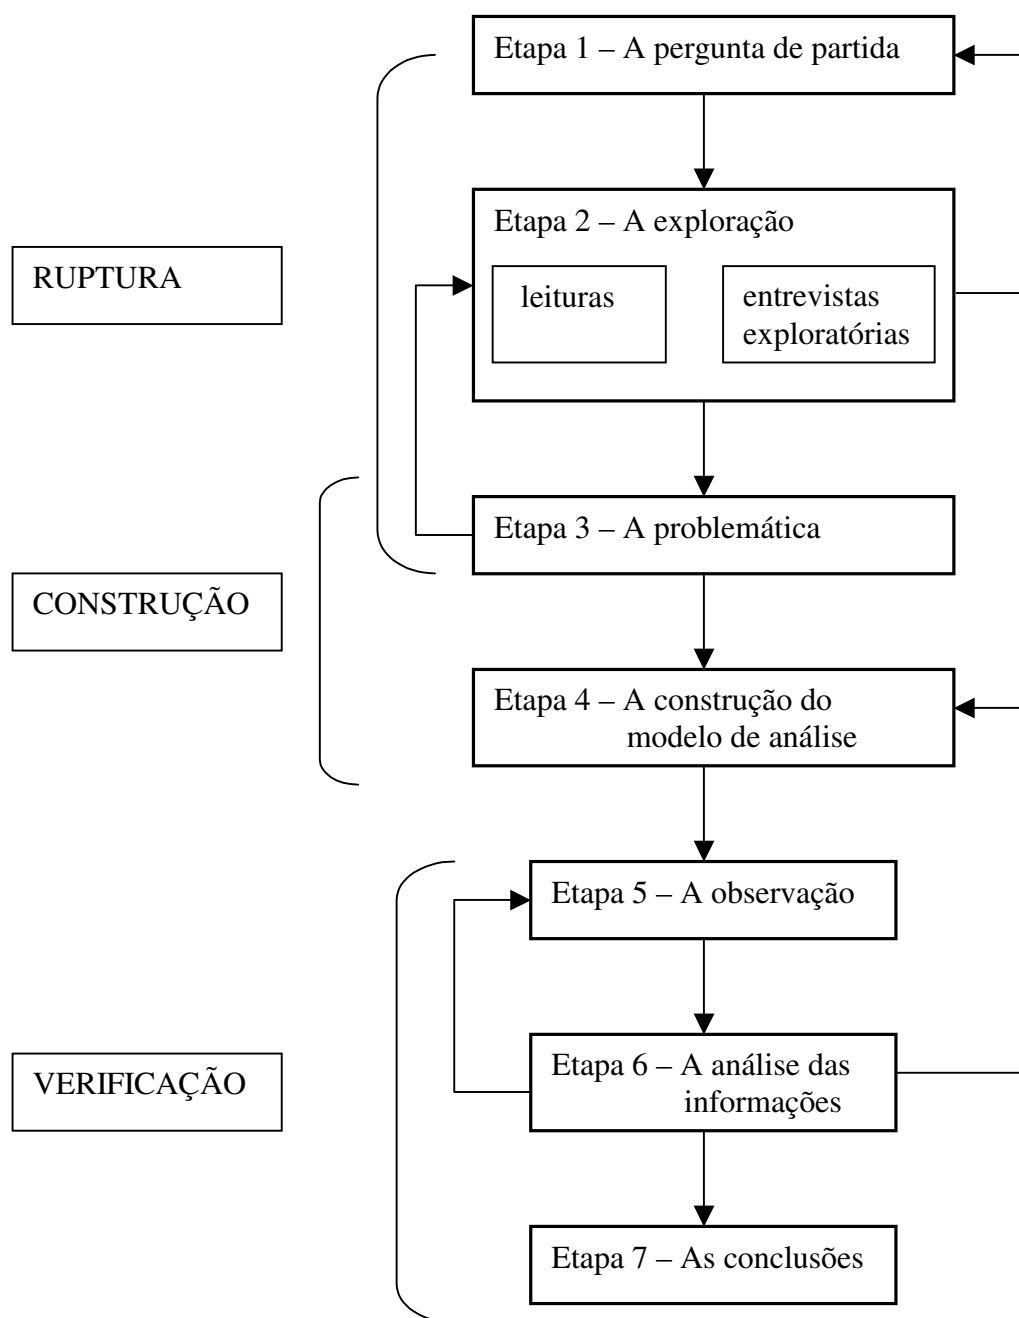 Etapa 1 – A pergunta de partida
Etapa 2 – A exploração
RUPTURA
leituras
entrevistas
exploratórias
Etapa 3 – A problemática
CONSTRUÇÃO
Etapa 4 – A construção do
modelo de análise
Etapa 5 – A observação
VERIFICAÇÃO
Etapa 6 – A análise das
informações
Etapa 7 – As conclusões